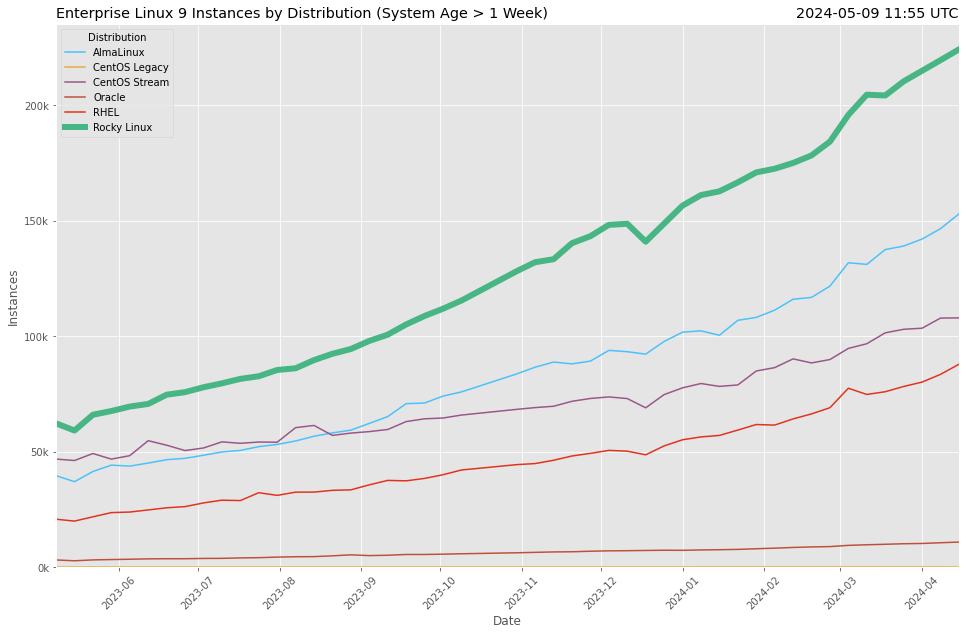 Enterprise Linux 9 Instances by Distribution (System Age > 1 Week)
2024-05-09 11:55 UTC
Distribution
AlmaLinux
CentOS Legacy
CentOS Stream
Oracle
RHEL
Rocky Linux
200k
150k
100k
50k
0k
Instances
2023-06
2023-07
2023-08
2023-09
2023-10
2023-11
2023-12
2024-01
2024-02
2024-03
2024-04
Date